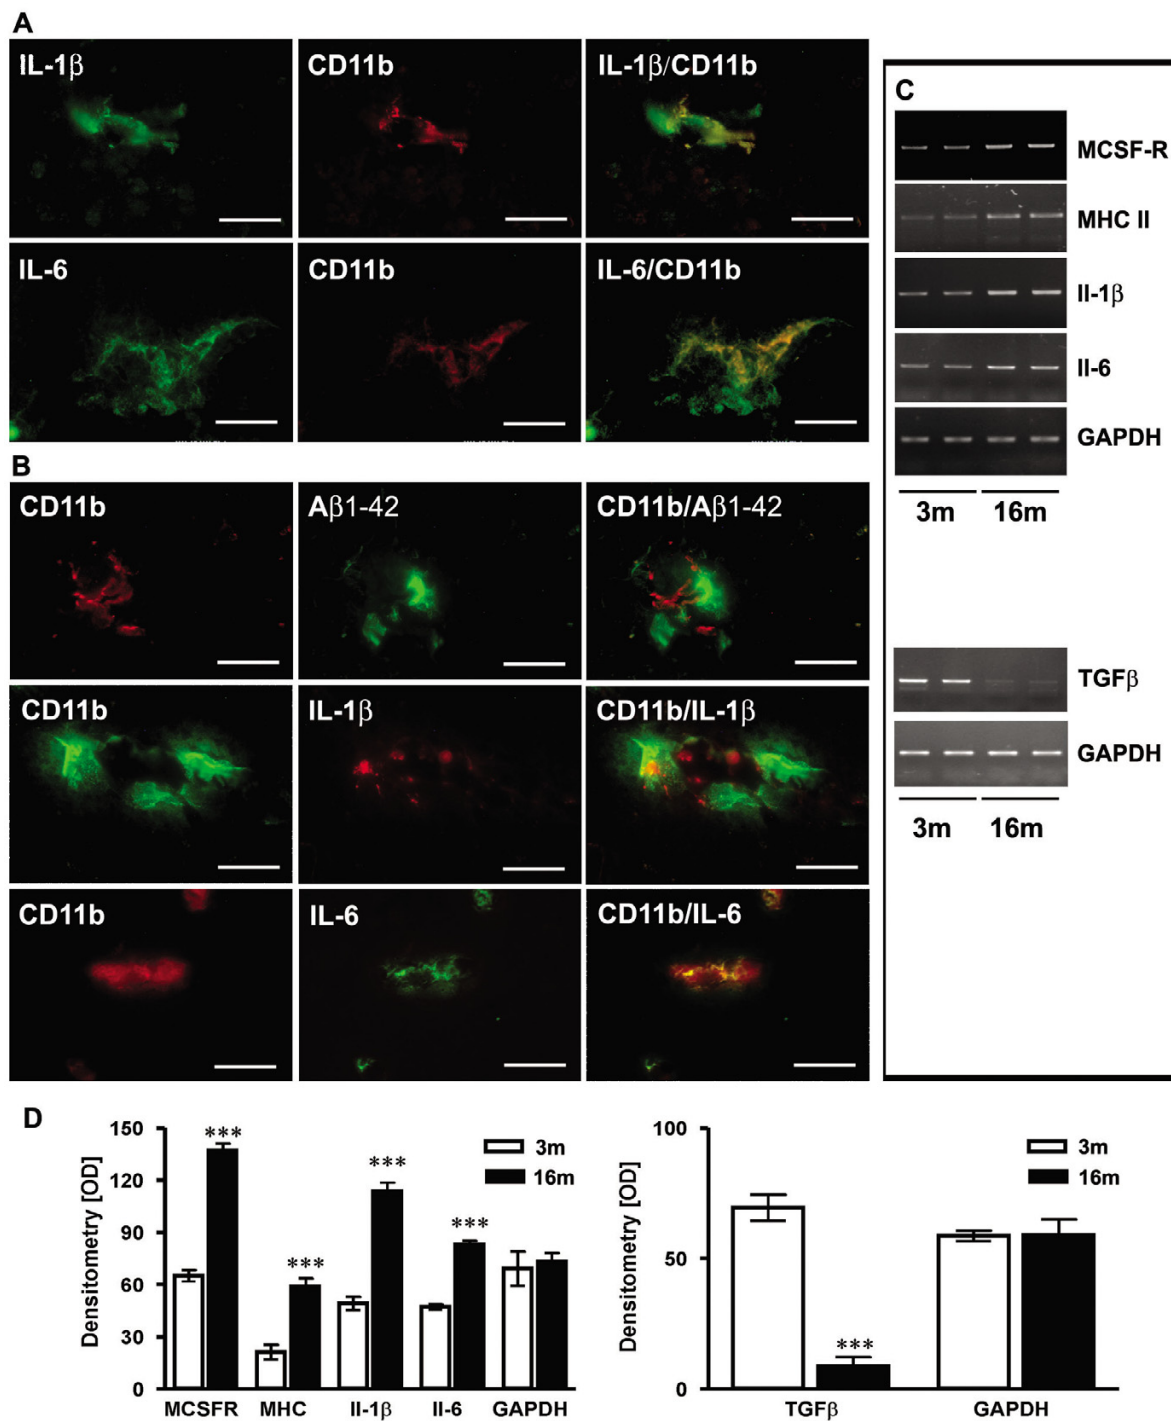 A
IL-1β CD11b IL-1β/CD11b
IL-6 CD11b IL-6/CD11b
B
CD11b Aβ1-42 CD11b/Aβ1-42
CD11b IL-1β CD11b/IL-1β
CD11b IL-6 CD11b/IL-6
C
MCSF-R
MHC II
Il-1β
Il-6
GAPDH
3m 16m
TGFβ
GAPDH
3m 16m
D
Densitometry [OD]
150
120
90
60
30
0
*** *** *** ***
3m
16m
MCSFR MHC Il-1β Il-6 GAPDH
Densitometry [OD]
100
50
0
***
3m
16m
TGFβ GAPDH